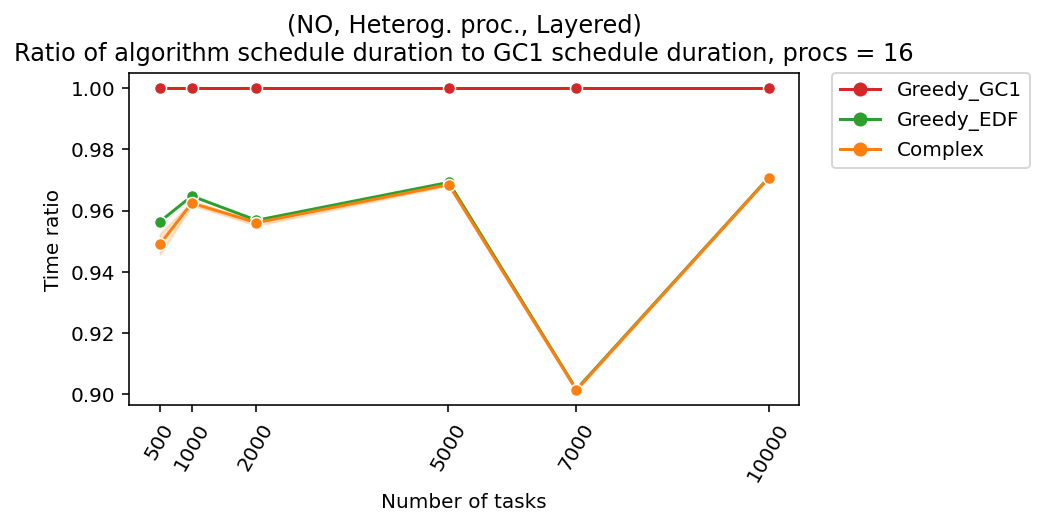 (NO, Heterog. proc., Layered)
Ratio of algorithm schedule duration to GC1 schedule duration, procs = 16
Greedy_GC1
Greedy_EDF
Complex
Time ratio
1.00
0.98
0.96
0.94
0.92
0.90
500
1000
2000
5000
7000
10000
Number of tasks